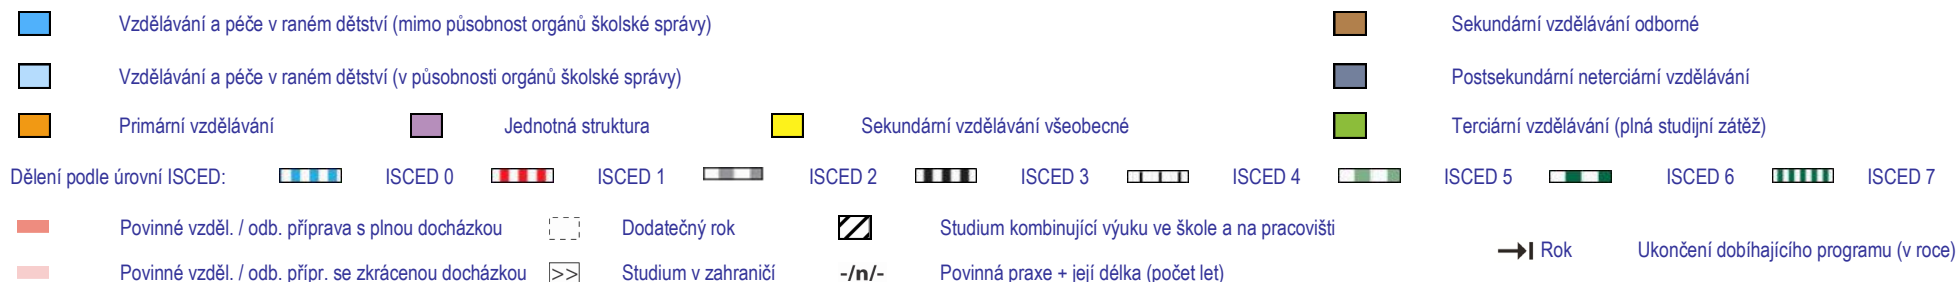 Vzdělávání a péče v raném dětství (mimo působnost orgánů školské správy) Sekundární vzdělávání odborné
Vzdělávání a péče v raném dětství (v působnosti orgánů školské správy) Postsekundární neterciární vzdělávání
Primární vzdělávání Jednotná struktura Sekundární vzdělávání všeobecné Terciární vzdělávání (plná studijní zátěž)
Dělení podle úrovní ISCED: ISCED 0 ISCED 1 ISCED 2 ISCED 3 ISCED 4 ISCED 5 ISCED 6 ISCED 7
Povinné vzděl. / odb. příprava s plnou docházkou Dodatečný rok Studium kombinující výuku ve škole a na pracovišti
Rok Ukončení dobíhajícího programu (v roce)
Povinné vzděl. / odb. přípr. se zkrácenou docházkou >> Studium v zahraničí -/n/- Povinná praxe + její délka (počet let)